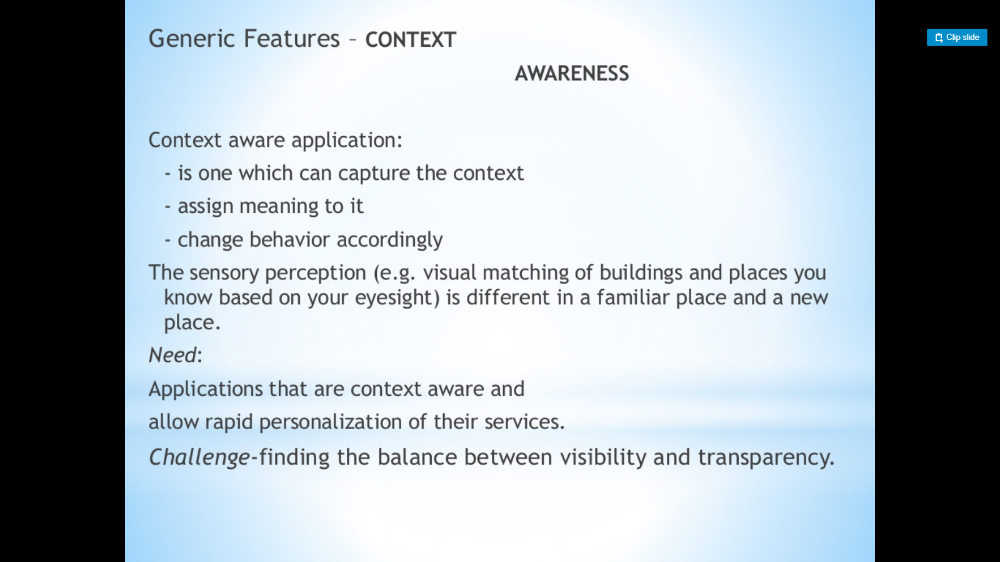 Generic Features – CONTEXT
AWARENESS
Clip slide
Context aware application:
- is one which can capture the context
- assign meaning to it
- change behavior accordingly
The sensory perception (e.g. visual matching of buildings and places you
know based on your eyesight) is different in a familiar place and a new
place.
Need:
Applications that are context aware and
allow rapid personalization of their services.
Challenge-finding the balance between visibility and transparency.